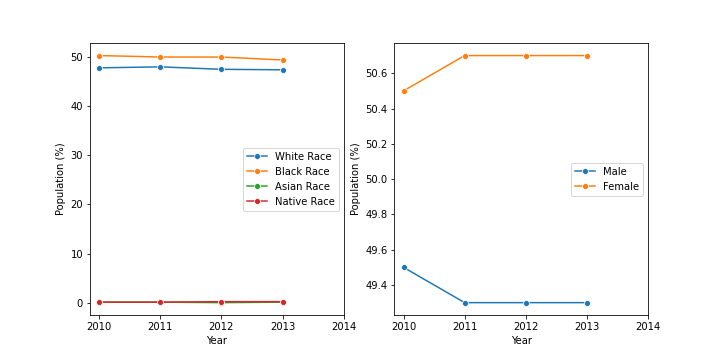 Population (%)
50
40
30
20
10
0
2010 2011 2012 2013 2014
Year
White Race
Black Race
Asian Race
Native Race
Population (%)
50.6
50.4
50.2
50.0
49.8
49.6
49.4
2010 2011 2012 2013 2014
Year
Male
Female